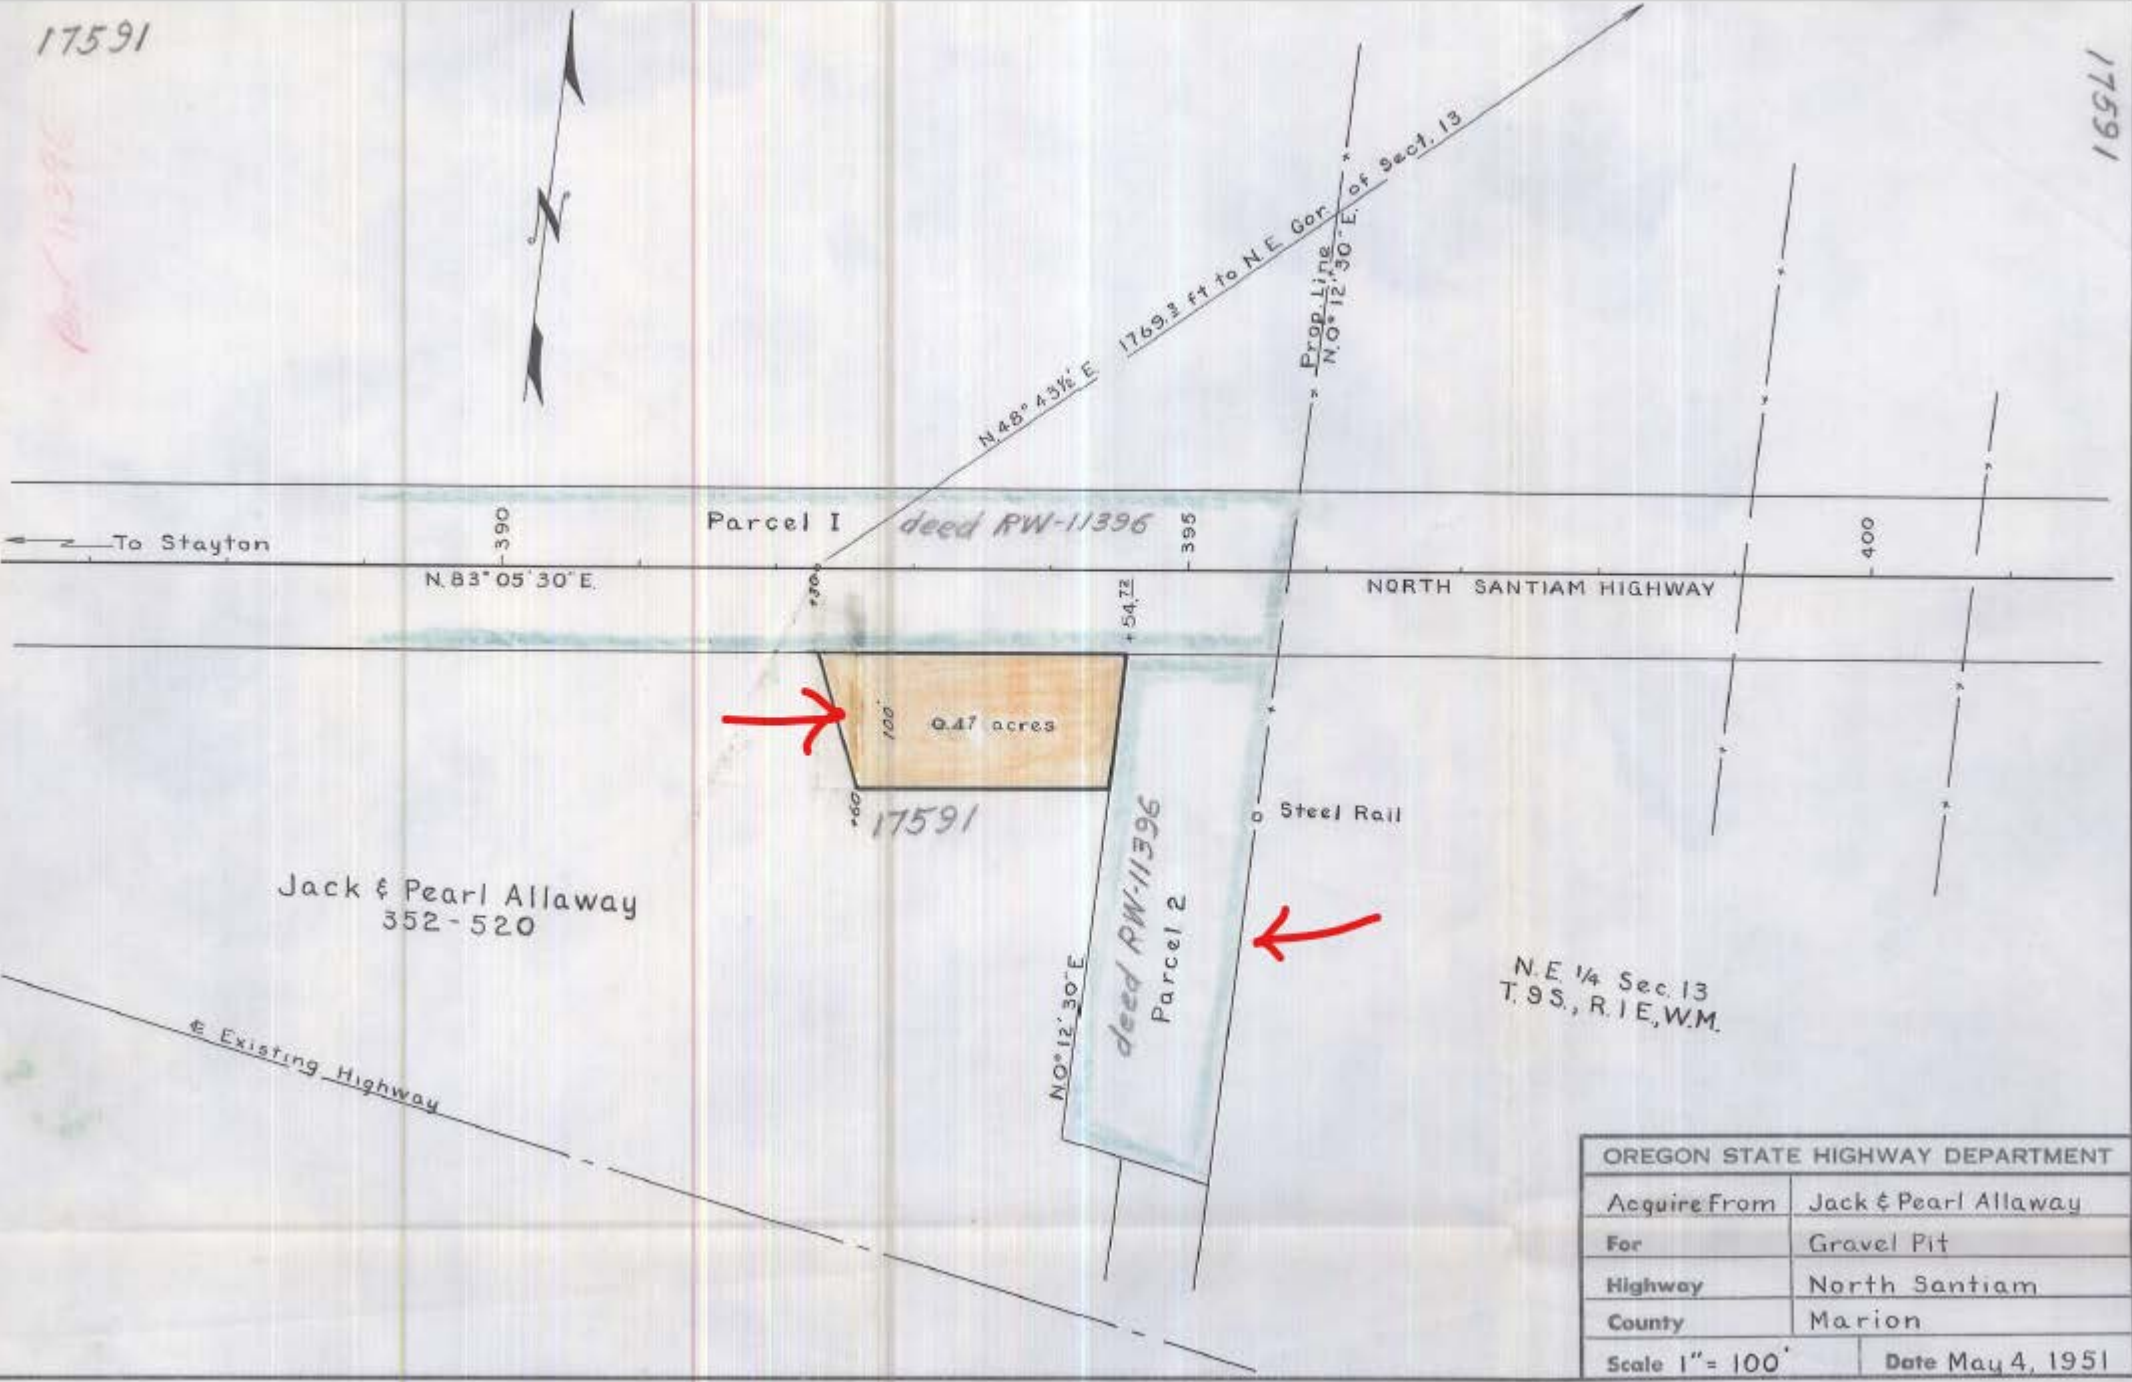 17591
17591
N
1769.3 ft to N.E. Cor. of Sect. 13
N.48° 43½' E
Prop. Line
N.0° 12' 30" E.
Parcel I
deed RW-11396
390
395
400
To Stayton
N.83° 05' 30" E.
+30
+54.72
NORTH SANTIAM HIGHWAY
100'
0.47 acres
+60
17591
Steel Rail
Jack & Pearl Allaway
352-520
deed RW-11396
Parcel 2
N0° 12' 30" E
N.E. 1/4 Sec. 13
T. 9 S., R. 1 E., W.M.
℄ Existing Highway
OREGON STATE HIGHWAY DEPARTMENT
Acquire From Jack & Pearl Allaway
For Gravel Pit
Highway North Santiam
County Marion
Scale 1" = 100' Date May 4, 1951